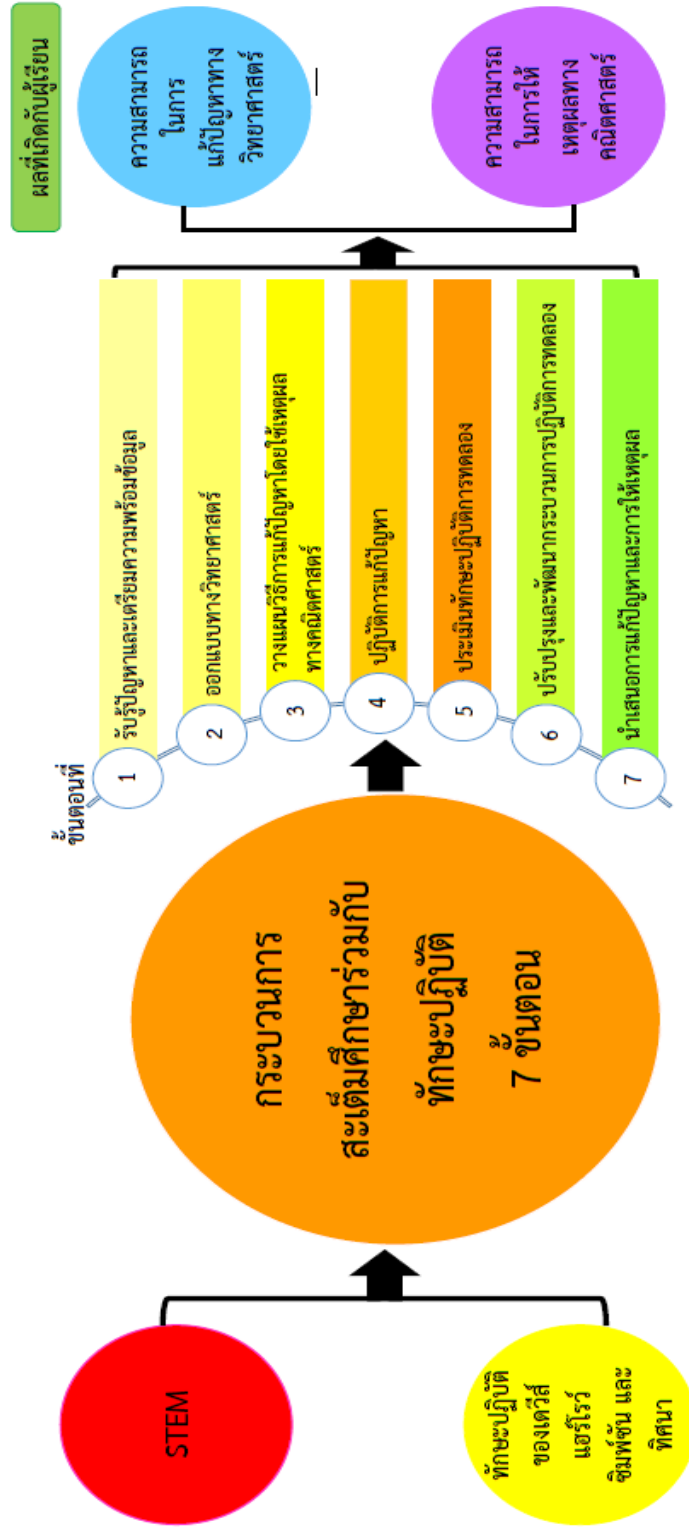 STEM
ทักษะปฏิบัติ
ของเดวีส์
แฮร์โรว์
ซิมพ์ซัน และ
ทิศนา
กระบวนการ
สะเต็มศึกษาร่วมกับ
ทักษะปฏิบัติ
7 ขั้นตอน
ขั้นตอนที่
1
รับรู้ปัญหาและเตรียมความพร้อมข้อมูล
2
ออกแบบทางวิทยาศาสตร์
3
วางแผนวิธีการแก้ปัญหาโดยใช้เหตุผล
ทางคณิตศาสตร์
4
ปฏิบัติการแก้ปัญหา
5
ประเมินทักษะปฏิบัติการทดลอง
6
ปรับปรุงและพัฒนากระบวนการปฏิบัติการทดลอง
7
นำเสนอการแก้ปัญหาและการให้เหตุผล
ผลที่เกิดกับผู้เรียน
ความสามารถ
ในการ
แก้ปัญหาทาง
วิทยาศาสตร์
ความสามารถ
ในการให้
เหตุผลทาง
คณิตศาสตร์